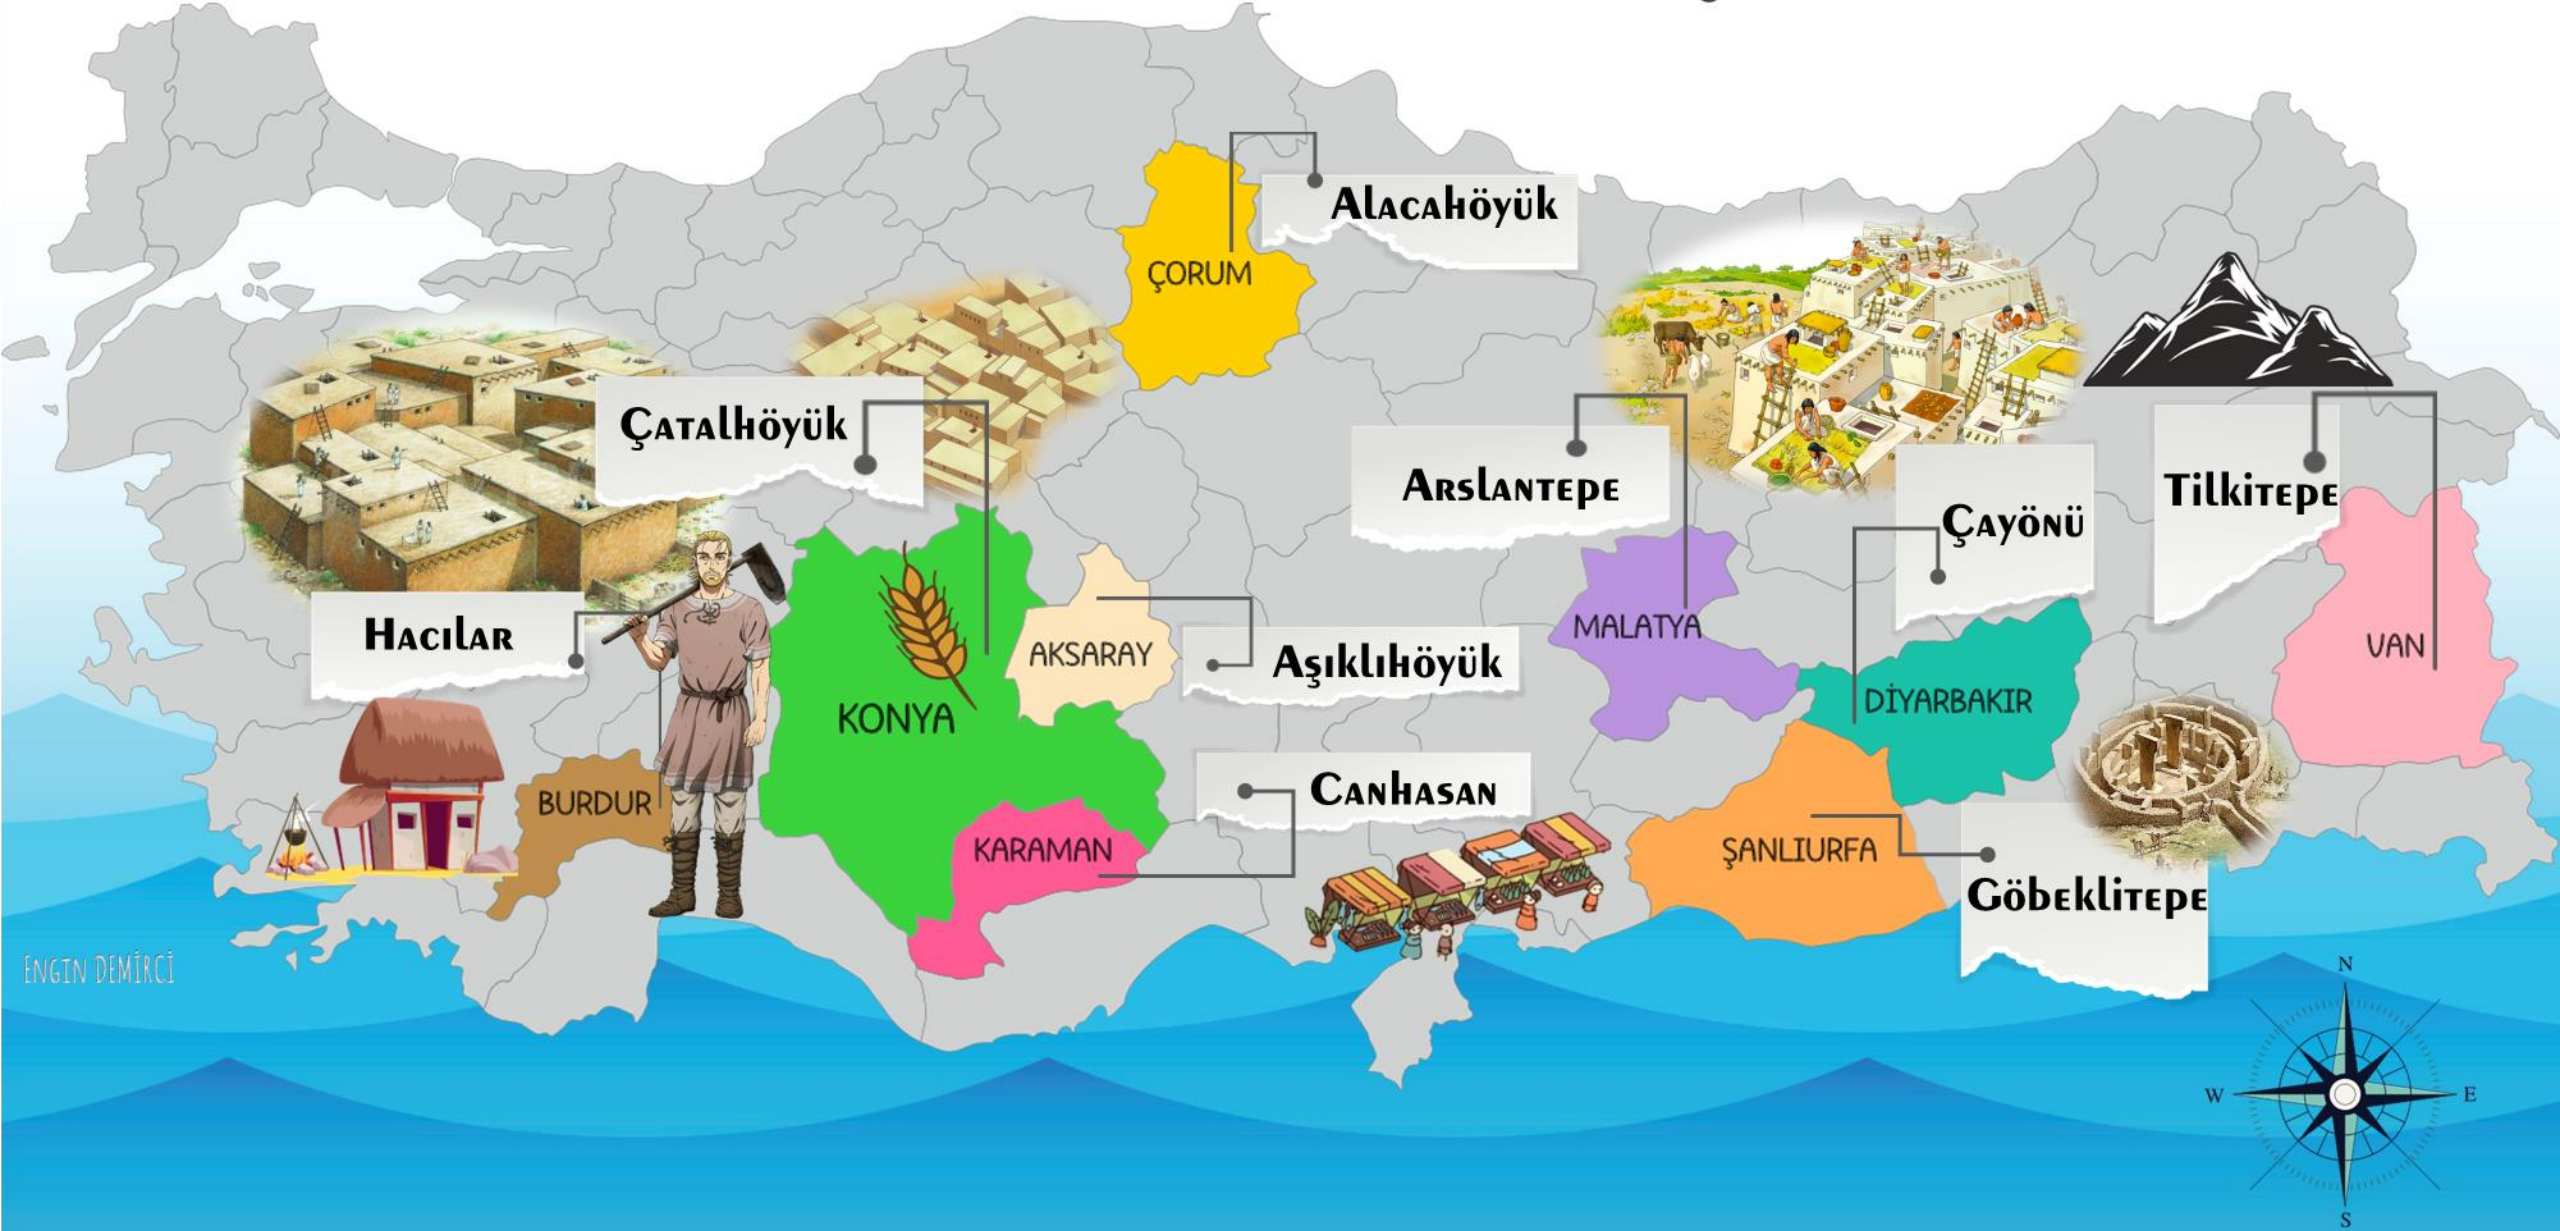 Alacahöyük
ÇORUM
Çatalhöyük
Arslantepe
Çayönü
Tilkitepe
Hacılar
MALATYA
VAN
AKSARAY
Aşıklıhöyük
KONYA
DİYARBAKIR
Canhasan
BURDUR
KARAMAN
ŞANLIURFA
Göbeklitepe
ENGİN DEMİRCİ
N
W
E
S